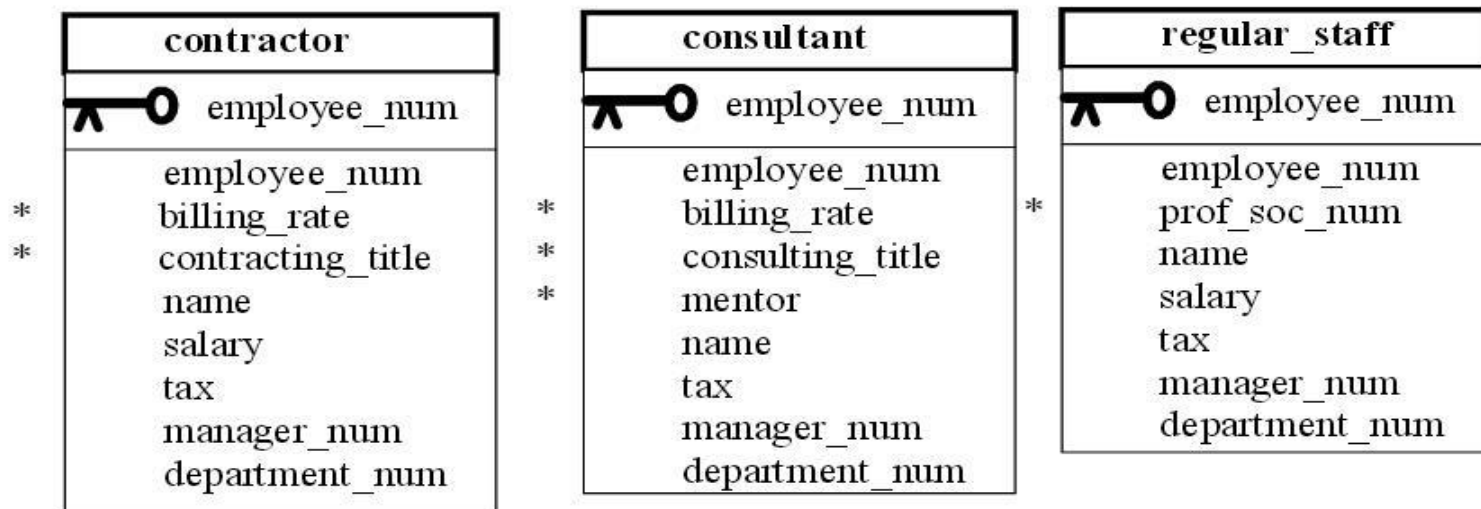 contractor
employee_num
employee_num
* billing_rate
* contracting_title
name
salary
tax
manager_num
department_num
consultant
employee_num
employee_num
* billing_rate
* consulting_title
* mentor
name
tax
manager_num
department_num
regular_staff
employee_num
employee_num
* prof_soc_num
name
salary
tax
manager_num
department_num